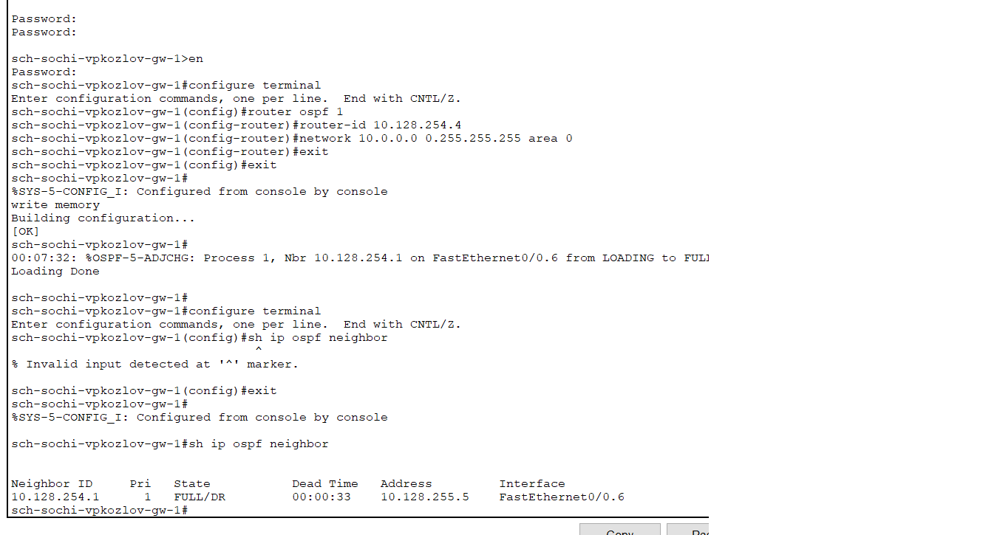 Password:
Password:
sch-sochi-vpkozlov-gw-1>en
Password:
sch-sochi-vpkozlov-gw-1#configure terminal
Enter configuration commands, one per line.  End with CNTL/Z.
sch-sochi-vpkozlov-gw-1(config)#router ospf 1
sch-sochi-vpkozlov-gw-1(config-router)#router-id 10.128.254.4
sch-sochi-vpkozlov-gw-1(config-router)#network 10.0.0.0 0.255.255.255 area 0
sch-sochi-vpkozlov-gw-1(config-router)#exit
sch-sochi-vpkozlov-gw-1(config)#exit
sch-sochi-vpkozlov-gw-1#
%SYS-5-CONFIG_I: Configured from console by console
write memory
Building configuration...
[OK]
sch-sochi-vpkozlov-gw-1#
00:07:32: %OSPF-5-ADJCHG: Process 1, Nbr 10.128.254.1 on FastEthernet0/0.6 from LOADING to
Loading Done
sch-sochi-vpkozlov-gw-1#
sch-sochi-vpkozlov-gw-1#configure terminal
Enter configuration commands, one per line.  End with CNTL/Z.
sch-sochi-vpkozlov-gw-1(config)#sh ip ospf neighbor
^
% Invalid input detected at '^' marker.
sch-sochi-vpkozlov-gw-1(config)#exit
sch-sochi-vpkozlov-gw-1#
%SYS-5-CONFIG_I: Configured from console by console
sch-sochi-vpkozlov-gw-1#sh ip ospf neighbor
Neighbor ID     Pri   State           Dead Time   Address         Interface
10.128.254.1      1   FULL/DR         00:00:33    10.128.255.5    FastEthernet0/0.6
sch-sochi-vpkozlov-gw-1#
Copy